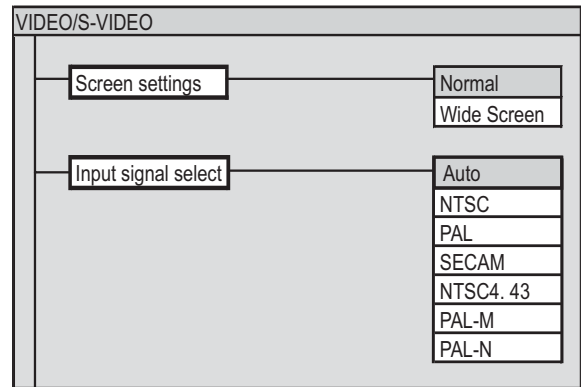 VIDEO/S-VIDEO
Screen settings
Normal
Wide Screen
Input signal select
Auto
NTSC
PAL
SECAM
NTSC4. 43
PAL-M
PAL-N